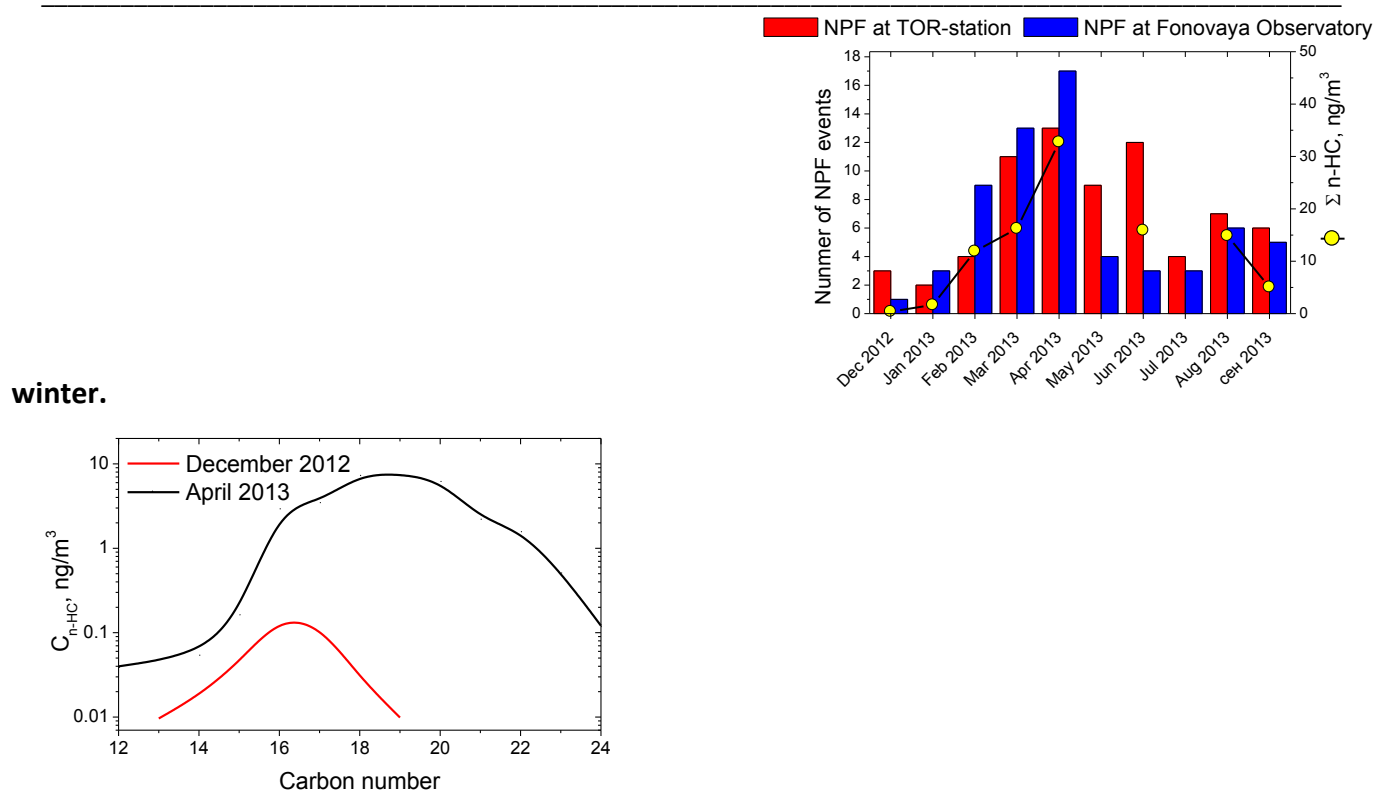 NPF at TOR-station NPF at Fonovaya Observatory
18
16
14
12
10
8
6
4
2
0
Nunmer of NPF events
50
40
30
20
10
0
Σ n-HC, ng/m³
Dec 2012
Jan 2013
Feb 2013
Mar 2013
Apr 2013
May 2013
Jun 2013
Jul 2013
Aug 2013
сен 2013
winter.
December 2012
April 2013
10
1
0.1
0.01
C n-HC, ng/m³
12 14 16 18 20 22 24
Carbon number